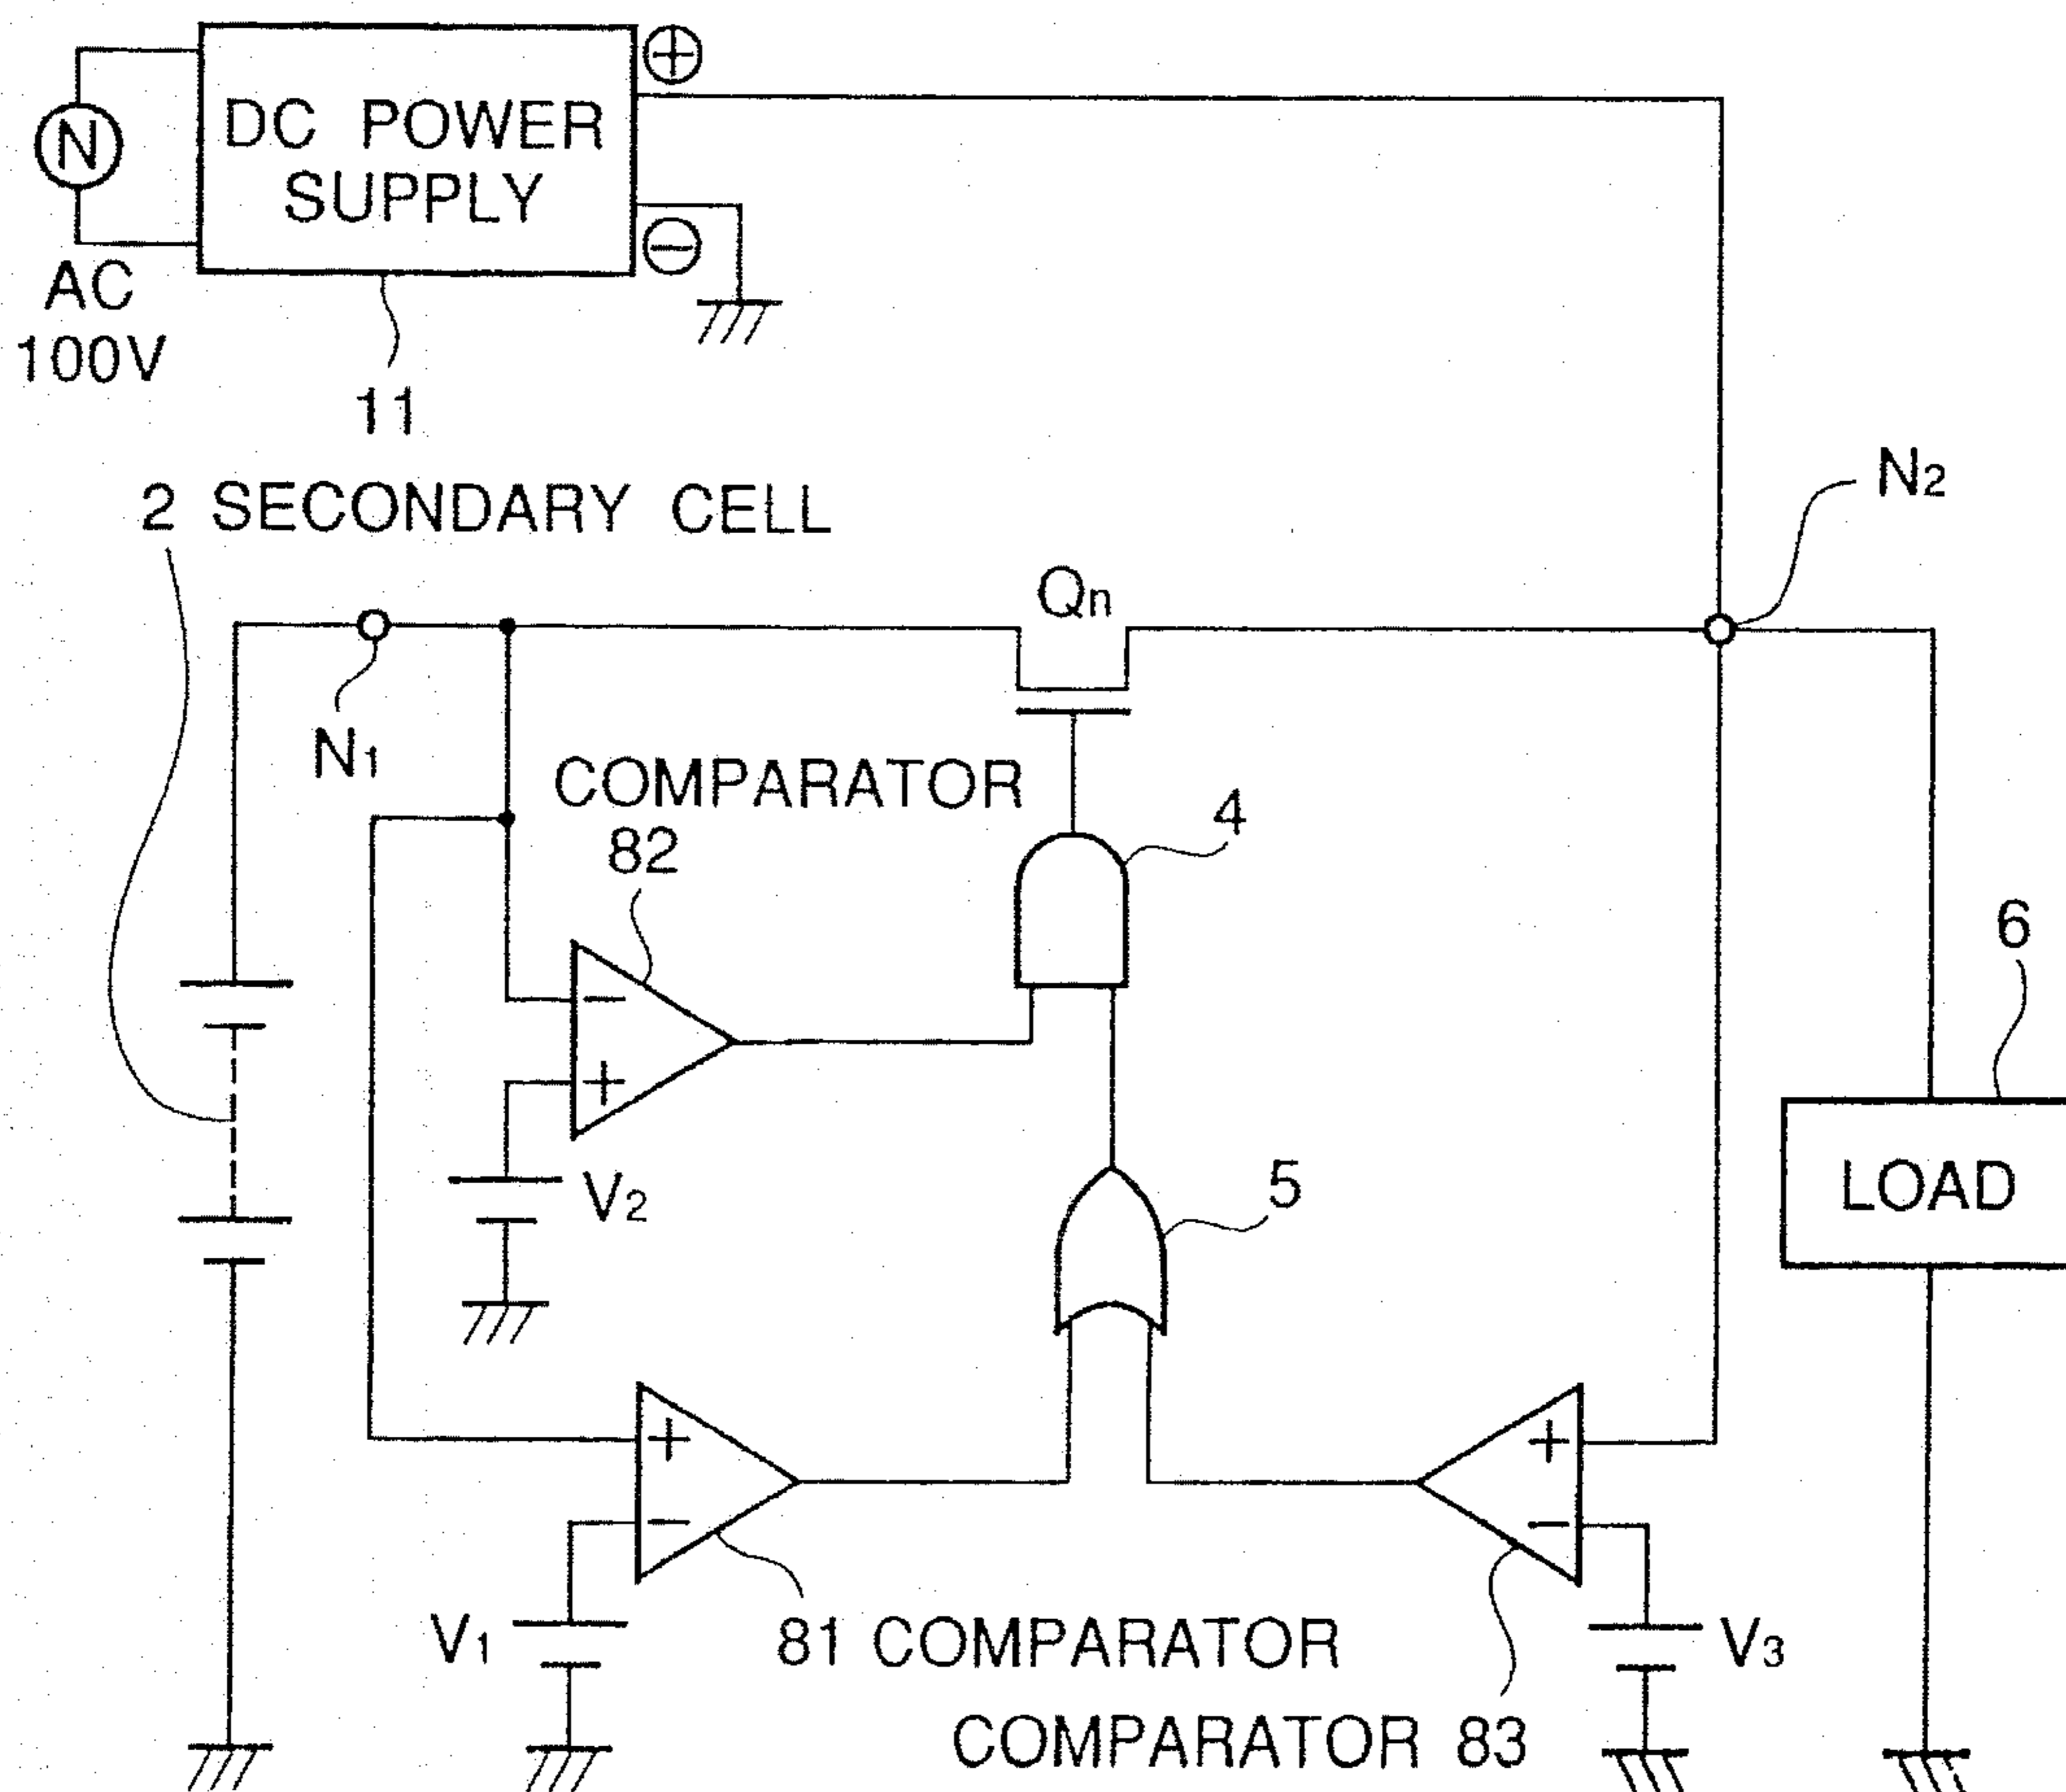 ⊕
DC POWER
SUPPLY
N
⊖
AC
100V
11
N2
2 SECONDARY CELL
Qn
N1
COMPARATOR
82
4
6
−
+
V2
LOAD
5
+
−
+
−
V1
81 COMPARATOR
V3
COMPARATOR 83